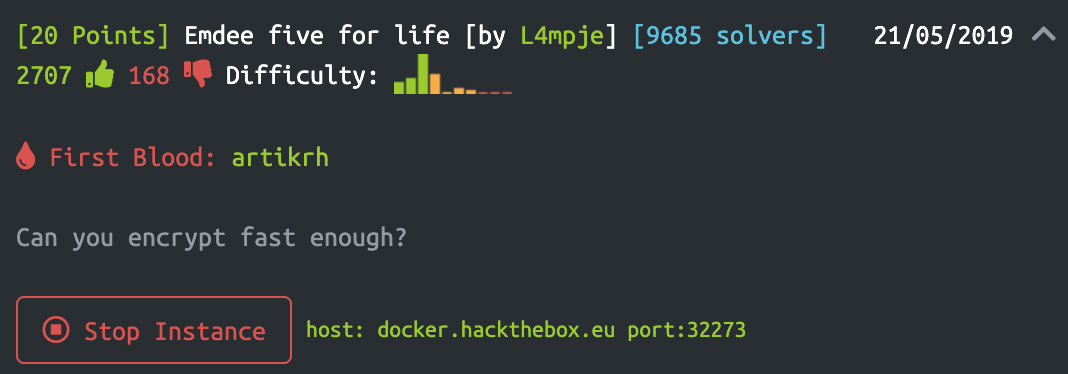 [20 Points] Emdee five for life [by L4mpje] [9685 solvers] 21/05/2019
2707 168 Difficulty:
First Blood: artikrh
Can you encrypt fast enough?
Stop Instance host: docker.hackthebox.eu port:32273